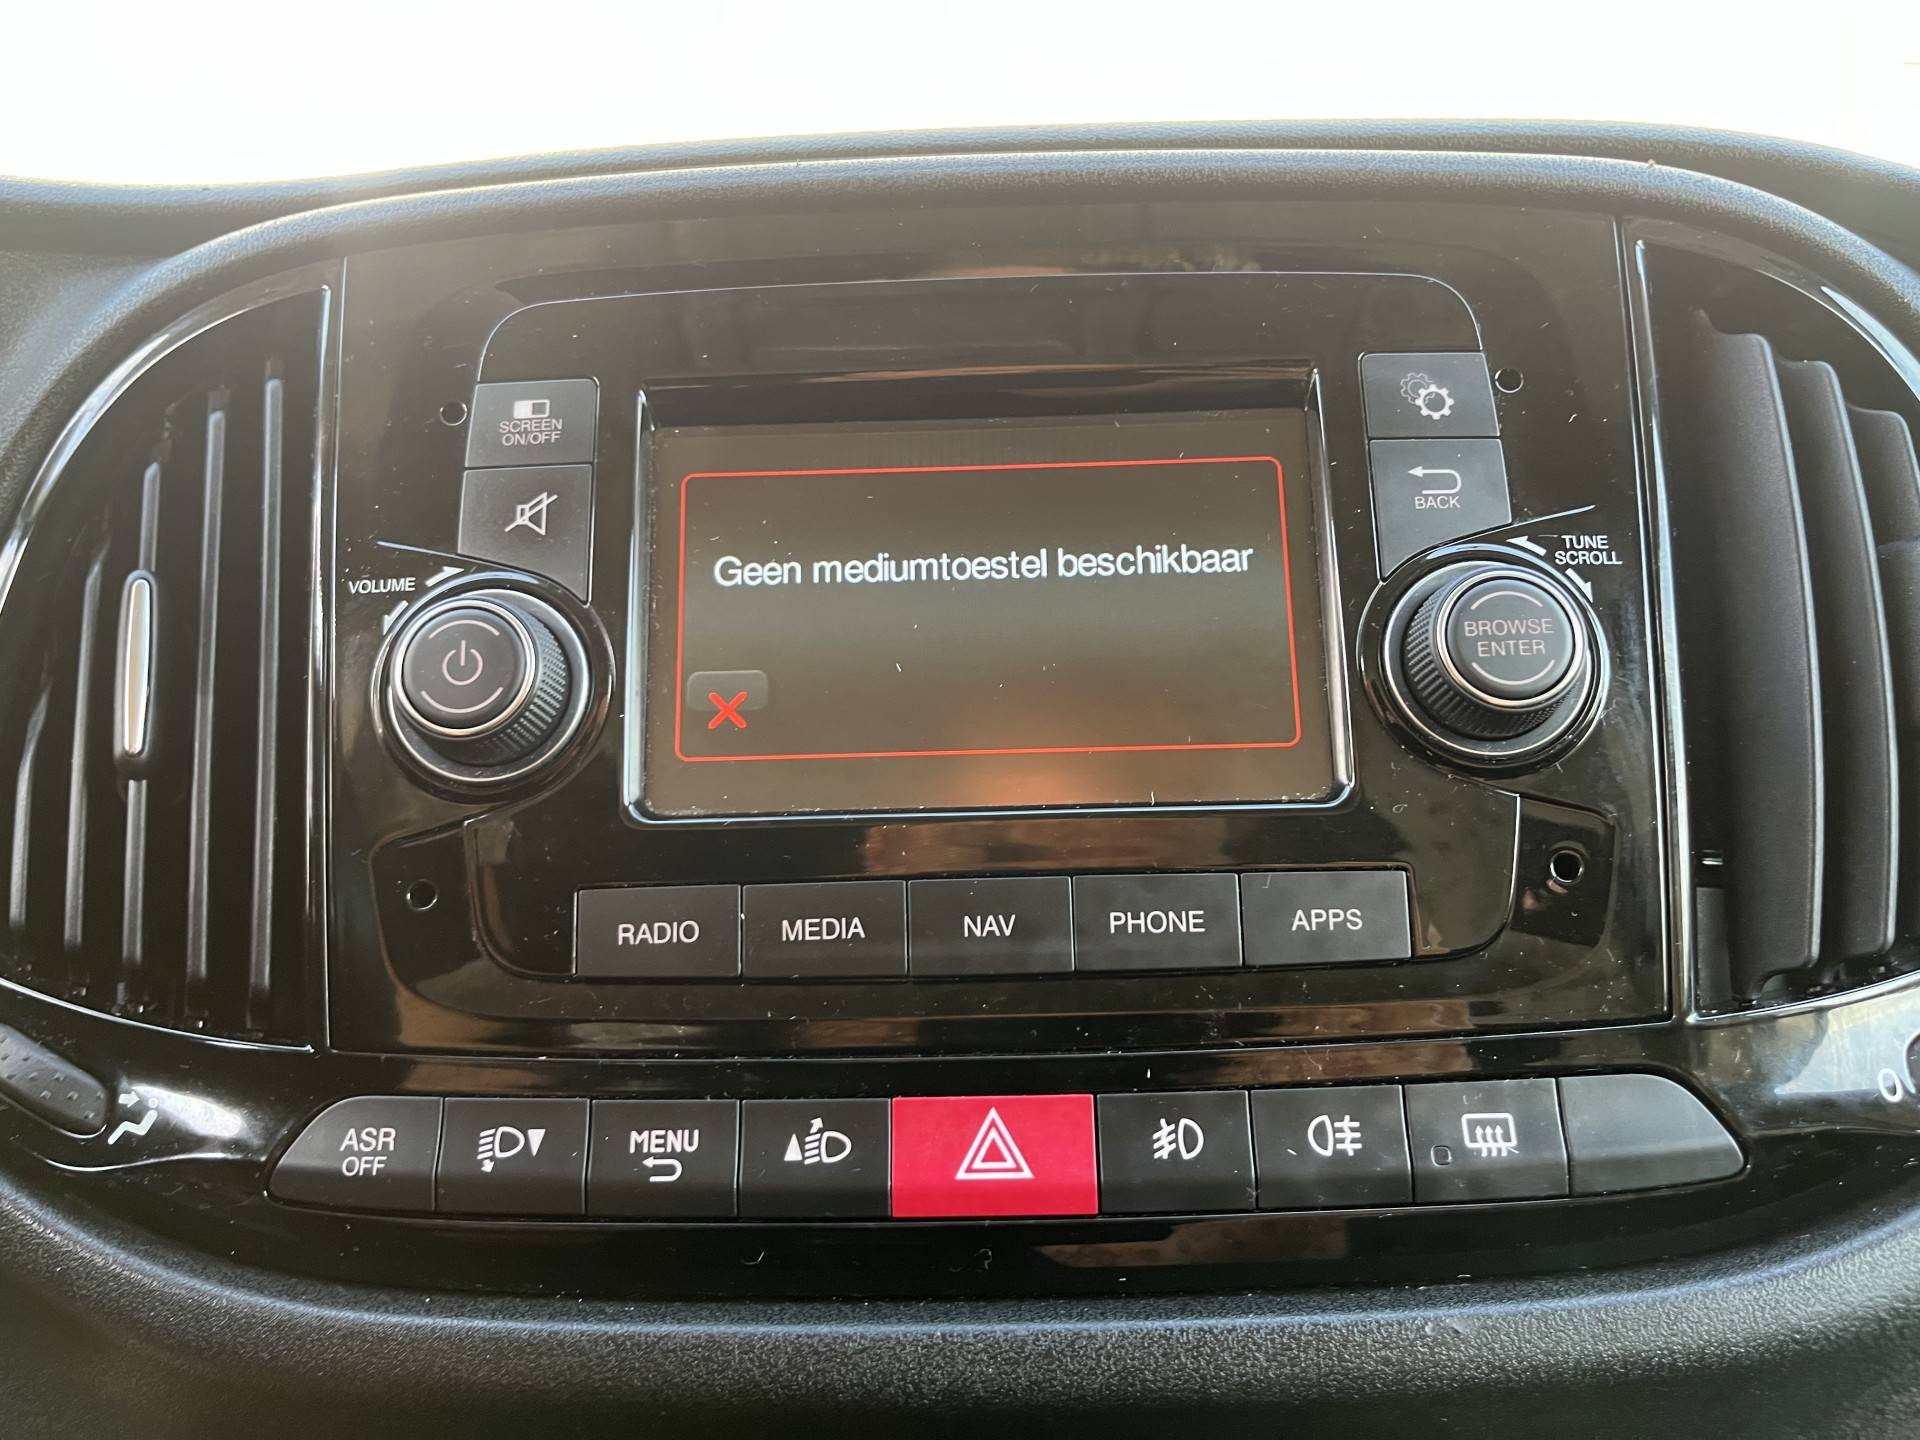 SCREEN
ON/OFF
BACK
VOLUME
TUNE
SCROLL
Geen mediumtoestel beschikbaar
BROWSE
ENTER
RADIO
MEDIA
NAV
PHONE
APPS
ASR
OFF
MENU
0